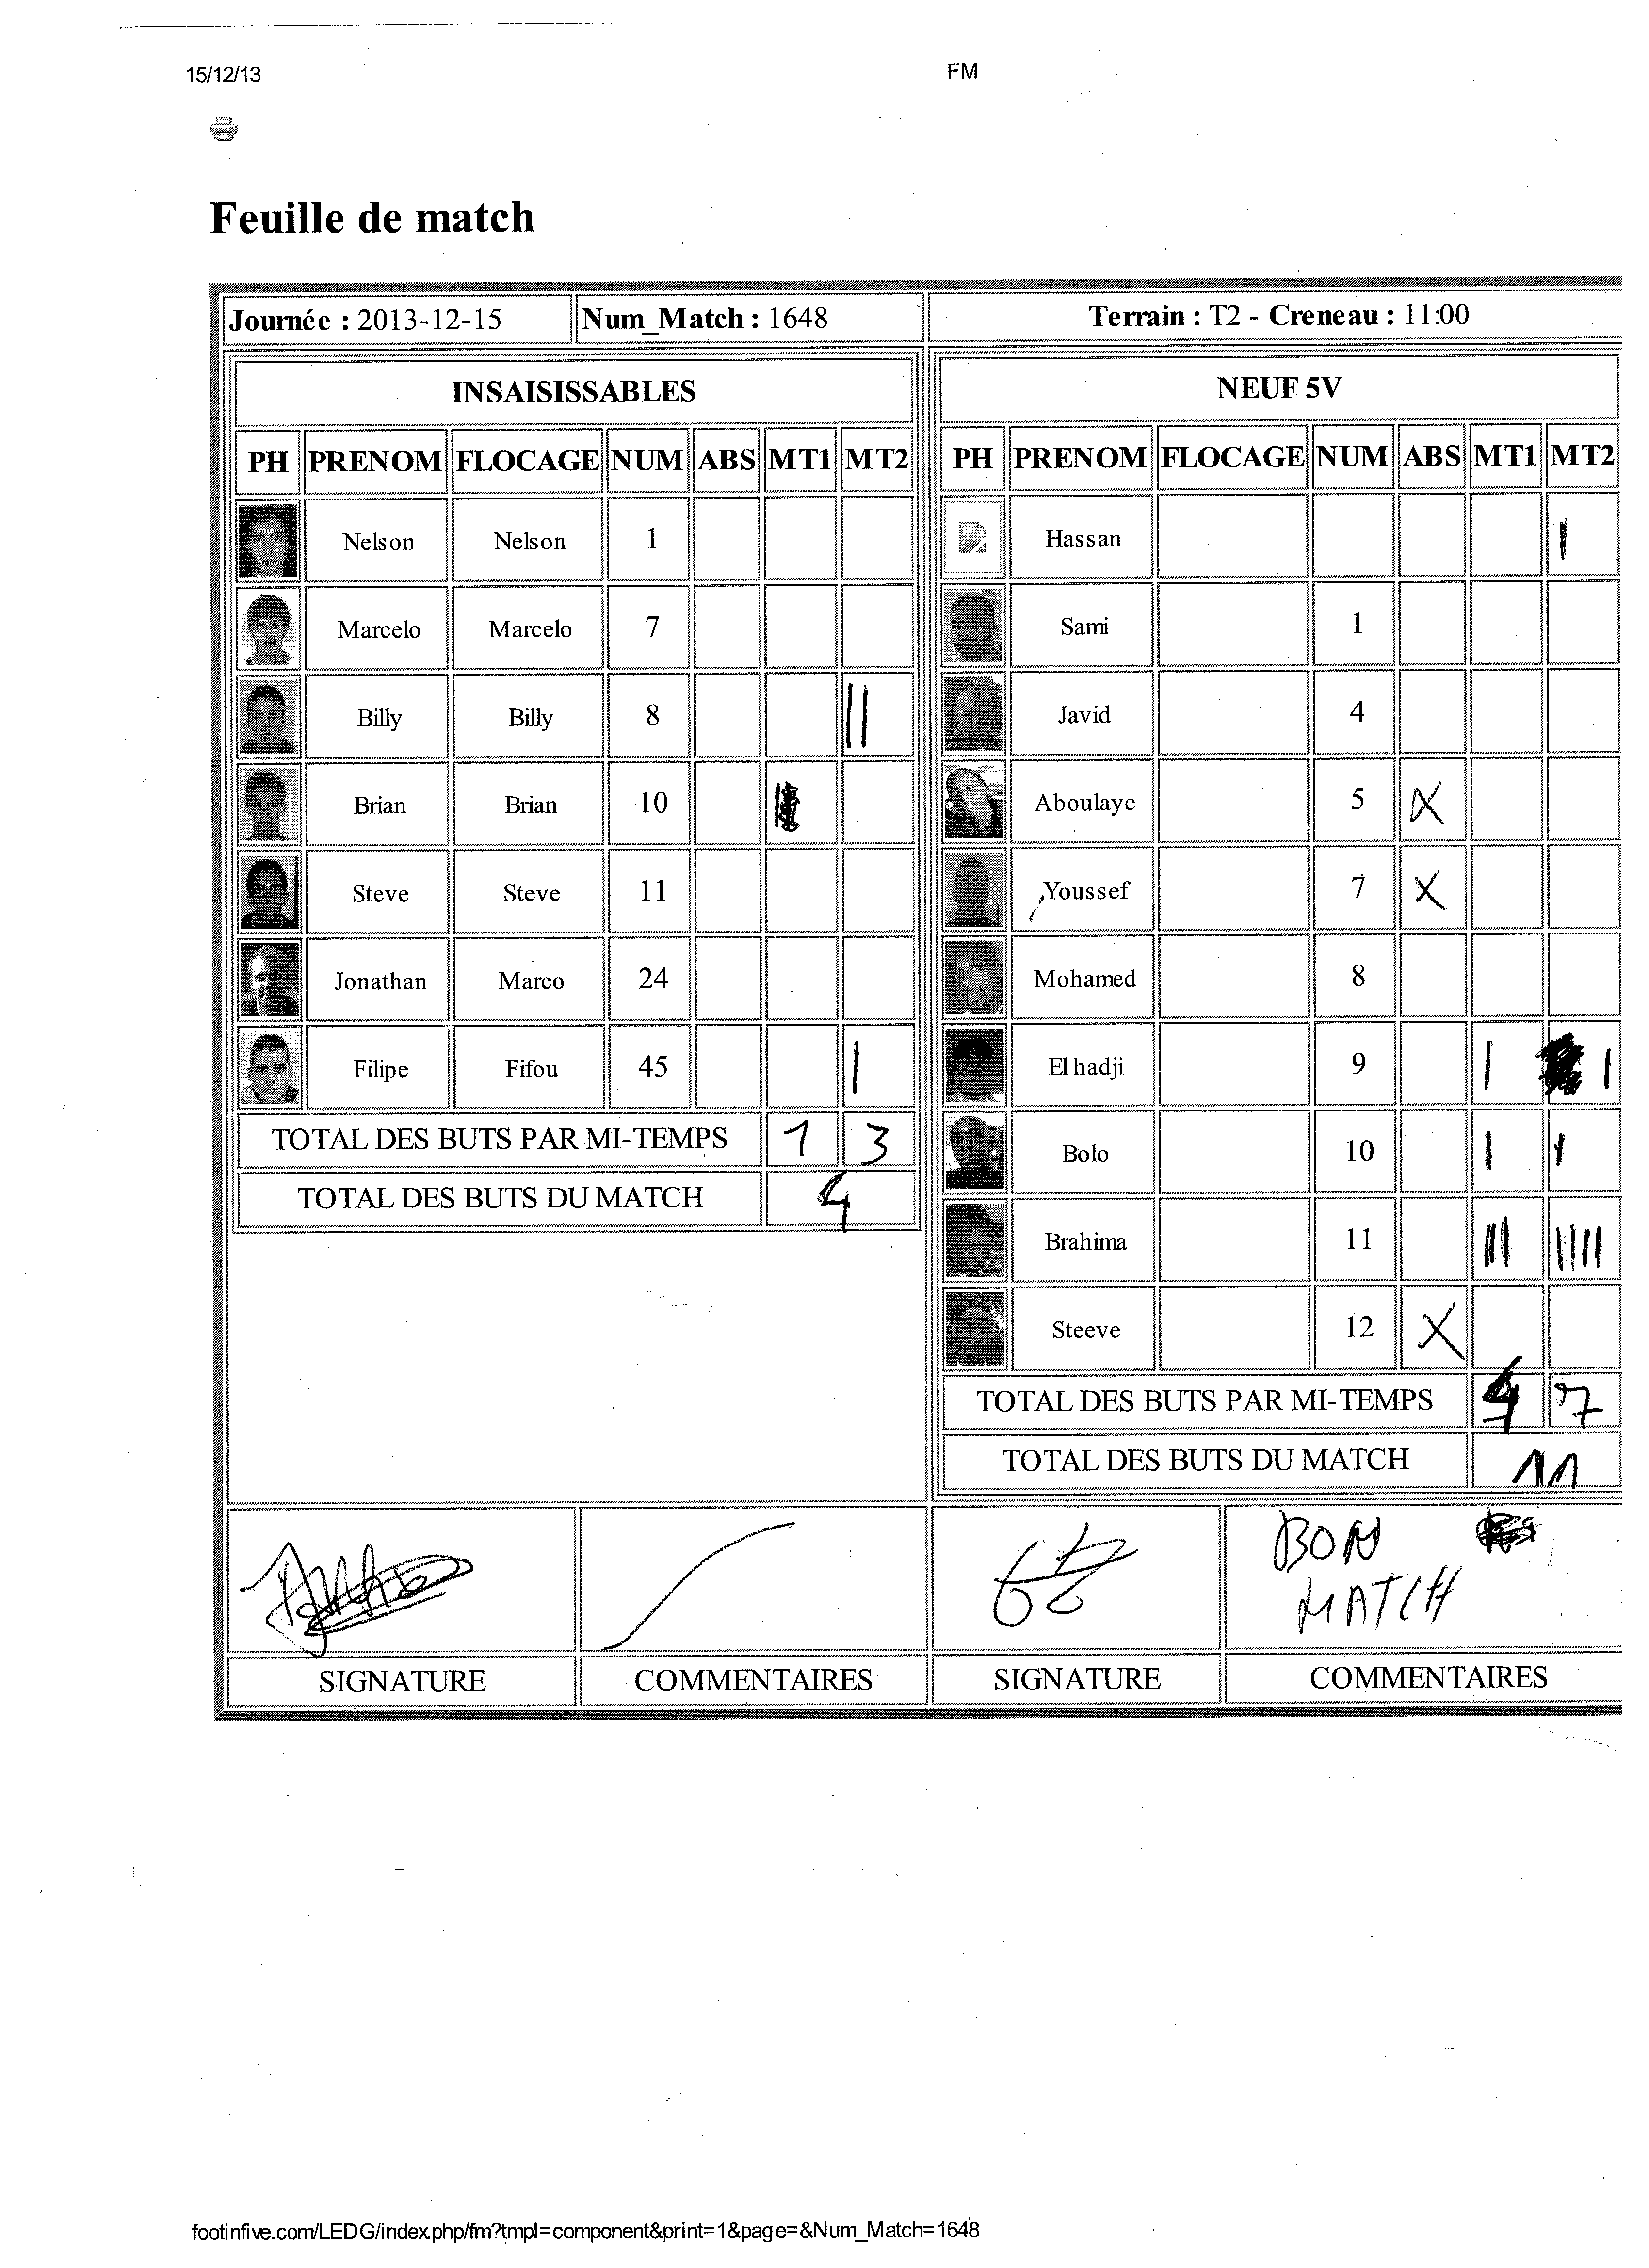 15/12/13 FM
Feuille de match
Journée : 2013-12-15 Num_Match : 1648 Terrain : T2 - Creneau : 11:00
INSAISISSABLES
PH PRENOM FLOCAGE NUM ABS MT1 MT2
Nelson Nelson 1
Marcelo Marcelo 7
Billy Billy 8 ||
Brian Brian 10
Steve Steve 11
Jonathan Marco 24
Filipe Fifou 45 |
TOTAL DES BUTS PAR MI-TEMPS 1 3
TOTAL DES BUTS DU MATCH 4
NEUF 5V
PH PRENOM FLOCAGE NUM ABS MT1 MT2
Hassan |
Sami 1
Javid 4
Aboulaye 5 X
Youssef 7 X
Mohamed 8
El hadji 9 | |
Bolo 10 | |
Brahima 11 ||||
Steeve 12 X
TOTAL DES BUTS PAR MI-TEMPS 4 7
TOTAL DES BUTS DU MATCH 11
BON
MATCH
SIGNATURE COMMENTAIRES SIGNATURE COMMENTAIRES
footinfive.com/LEDG/index.php/fm?tmpl=component&print=1&page=&Num_Match=1648